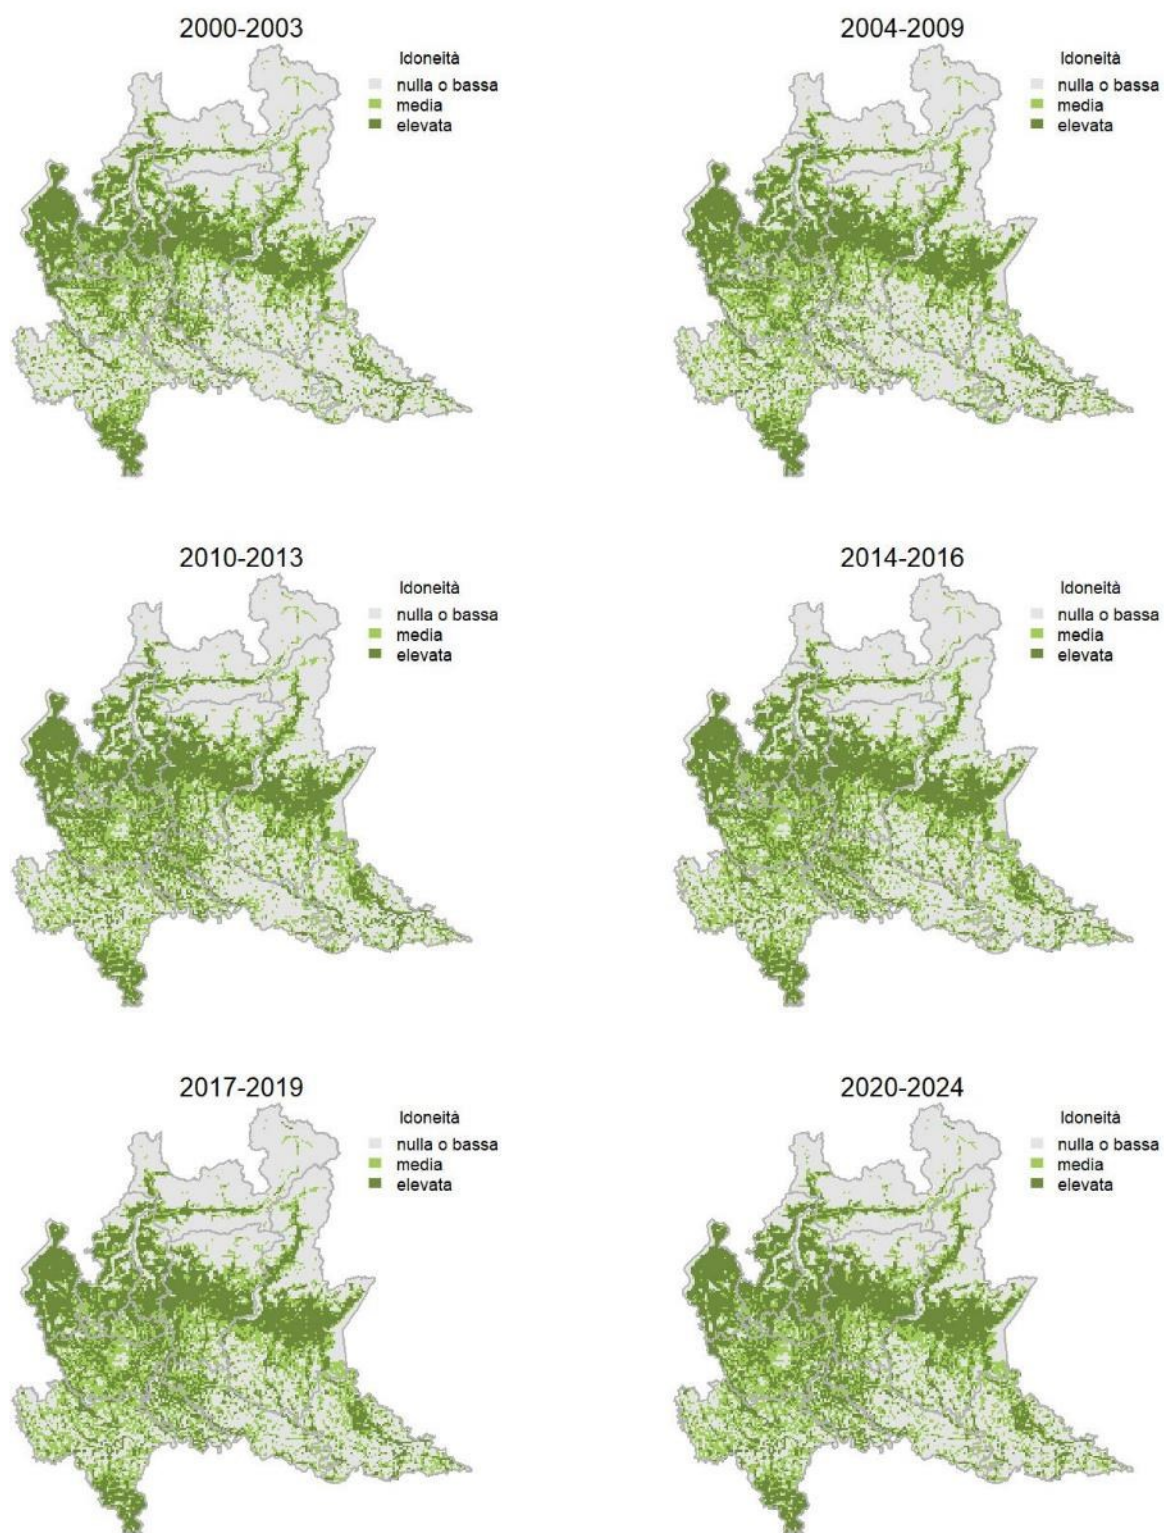 2000-2003
Idoneità
nulla o bassa
media
elevata
2004-2009
Idoneità
nulla o bassa
media
elevata
2010-2013
Idoneità
nulla o bassa
media
elevata
2014-2016
Idoneità
nulla o bassa
media
elevata
2017-2019
Idoneità
nulla o bassa
media
elevata
2020-2024
Idoneità
nulla o bassa
media
elevata